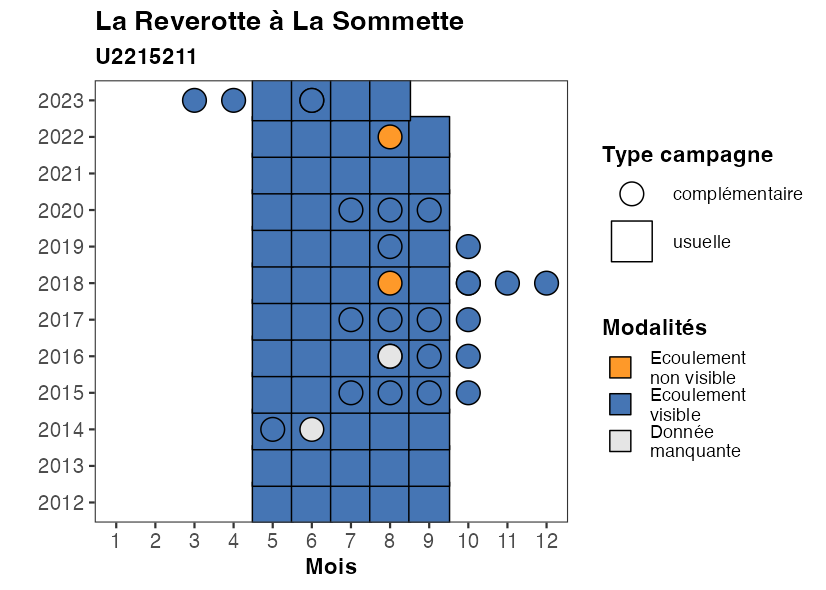 La Reverotte à La Sommette
U2215211
2023
2022
2021
2020
2019
2018
2017
2016
2015
2014
2013
2012
1 2 3 4 5 6 7 8 9 10 11 12
Mois
Type campagne
complémentaire
usuelle
Modalités
Ecoulement
non visible
Ecoulement
visible
Donnée
manquante